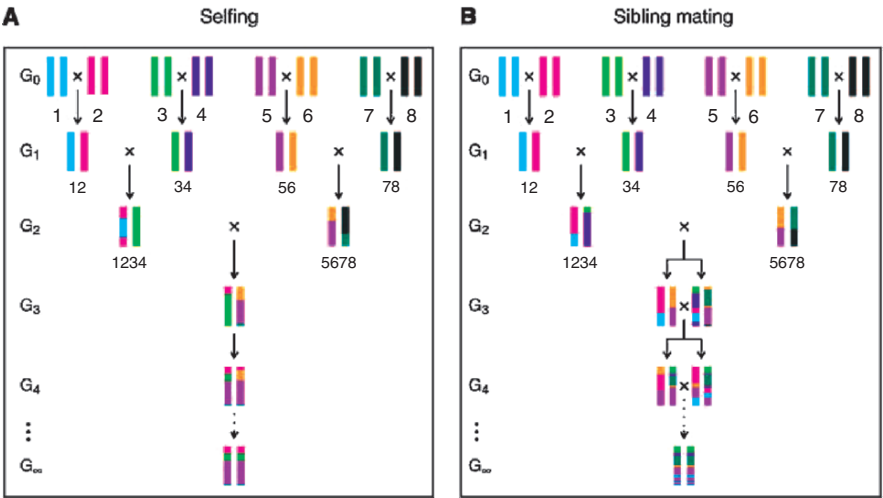 A Selfing
G0 × × × ×
1 2 3 4 5 6 7 8
G1 × ×
12 34 56 78
G2 ×
1234 5678
G3
G4
G∞
B Sibling mating
G0 × × × ×
1 2 3 4 5 6 7 8
G1 × ×
12 34 56 78
G2 ×
1234 5678
G3 ×
G4 ×
G∞